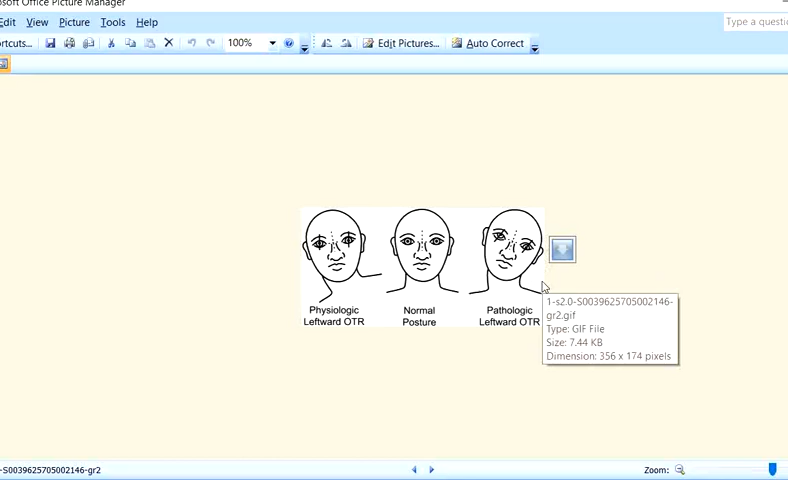 osoft Office Picture Manager
Edit View Picture Tools Help
Type a questi
ortcuts... 100% Edit Pictures... Auto Correct
Physiologic
Leftward OTR
Normal
Posture
Pathologic
Leftward OTR
1-s2.0-S0039625705002146-
gr2.gif
Type: GIF File
Size: 7.44 KB
Dimension: 356 x 174 pixels
-S0039625705002146-gr2
Zoom: